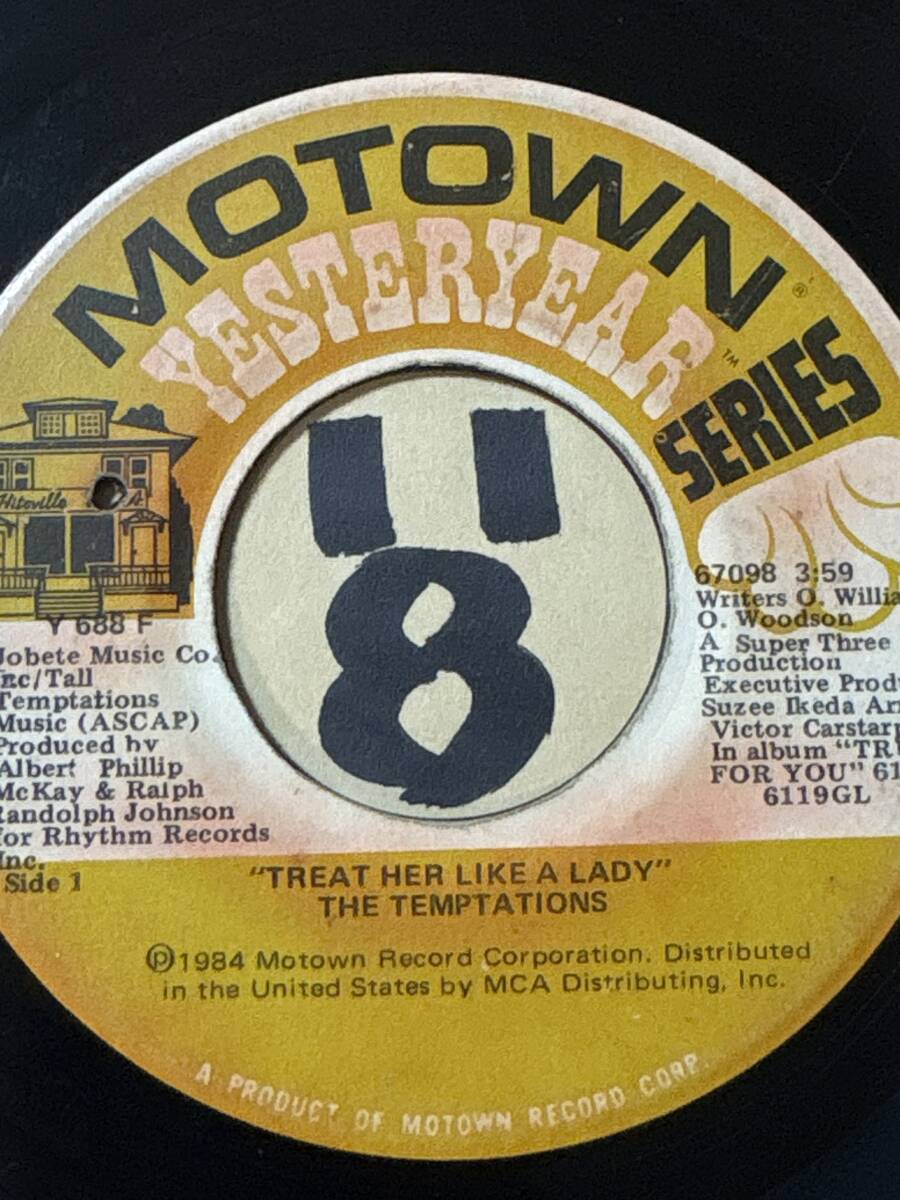 MOTOWN®
YESTERYEAR™
SERIES
Hitsville
A
8
Y 688 F
Jobete Music Co.
Inc/Tall
Temptations
Music (ASCAP)
Produced by
Albert Phillip
McKay & Ralph
Randolph Johnson
for Rhythm Records
Inc.
Side 1
67098 3:59
Writers O. Willia
O. Woodson
A Super Three
Production
Executive Prod
Suzee Ikeda Ar
Victor Carstar
In album "TR
FOR YOU" 61
6119GL
"TREAT HER LIKE A LADY"
THE TEMPTATIONS
℗1984 Motown Record Corporation. Distributed
in the United States by MCA Distributing, Inc.
A PRODUCT OF MOTOWN RECORD CORP.